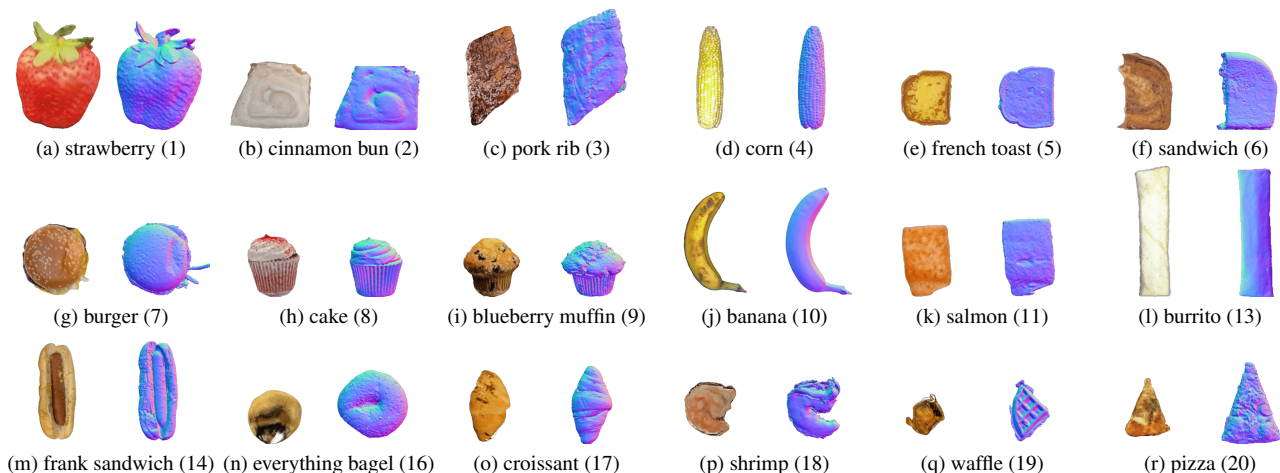 (a) strawberry (1) (b) cinnamon bun (2) (c) pork rib (3) (d) corn (4) (e) french toast (5) (f) sandwich (6)
(g) burger (7) (h) cake (8) (i) blueberry muffin (9) (j) banana (10) (k) salmon (11) (l) burrito (13)
(m) frank sandwich (14) (n) everything bagel (16) (o) croissant (17) (p) shrimp (18) (q) waffle (19) (r) pizza (20)